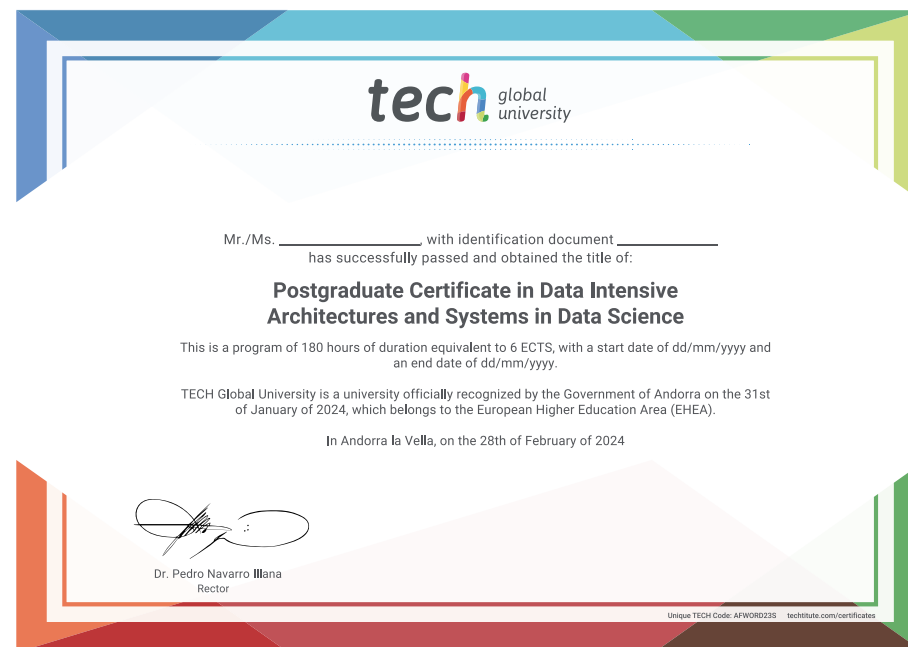 tech global university
Mr./Ms. ____________, with identification document ____________
has successfully passed and obtained the title of:
Postgraduate Certificate in Data Intensive
Architectures and Systems in Data Science
This is a program of 180 hours of duration equivalent to 6 ECTS, with a start date of dd/mm/yyyy and
an end date of dd/mm/yyyy.
TECH Global University is a university officially recognized by the Government of Andorra on the 31st
of January of 2024, which belongs to the European Higher Education Area (EHEA).
In Andorra la Vella, on the 28th of February of 2024
Dr. Pedro Navarro Illana
Rector
Unique TECH Code: AFWORD23S techtitute.com/certificates